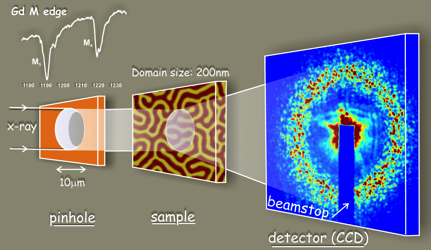 Gd M edge
M₅
M₄
1180 1190 1200 1210 1220 1230
Domain size: 200nm
x-ray
10μm
beamstop
pinhole
sample
detector (CCD)